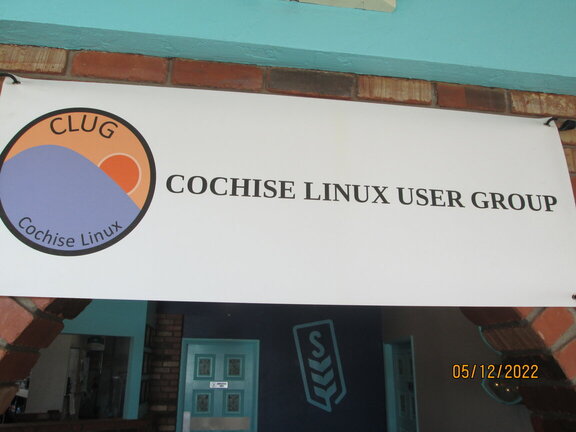 CLUG
Cochise Linux
COCHISE LINUX USER GROUP
S
05/12/2022